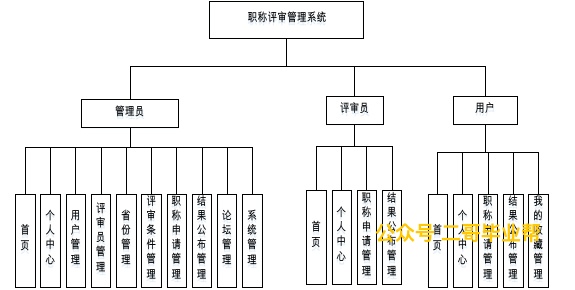 职称评审管理系统
管理员
评审员
用户
首页
个人中心
用户管理
评审员管理
省份管理
评审条件管理
职称申请管理
结果公布管理
论坛管理
系统管理
首页
个人中心
职称申请管理
结果公布管理
首页
个人中心
职称申请管理
结果公布管理
我的收藏管理
公众号 二哥毕业帮